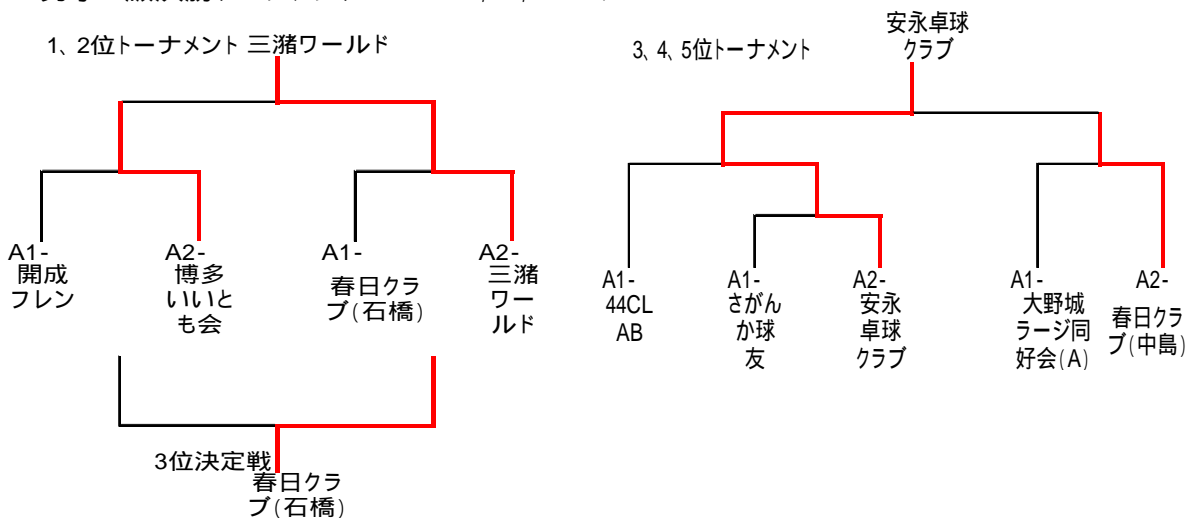 1、2位トーナメント 三潴ワールド
A1-
開成
フレン
A2-
博多
いいと
も会
A1-
春日クラ
ブ(石橋)
A2-
三潴
ワー
ルド
3位決定戦
春日クラ
ブ(石橋)
3、4、5位トーナメント
安永卓球
クラブ
A1-
44CL
AB
A1-
さがん
か球
友
A2-
安永
卓球
クラブ
A1-
大野城
ラージ同
好会(A)
A2-
春日クラ
ブ(中島)